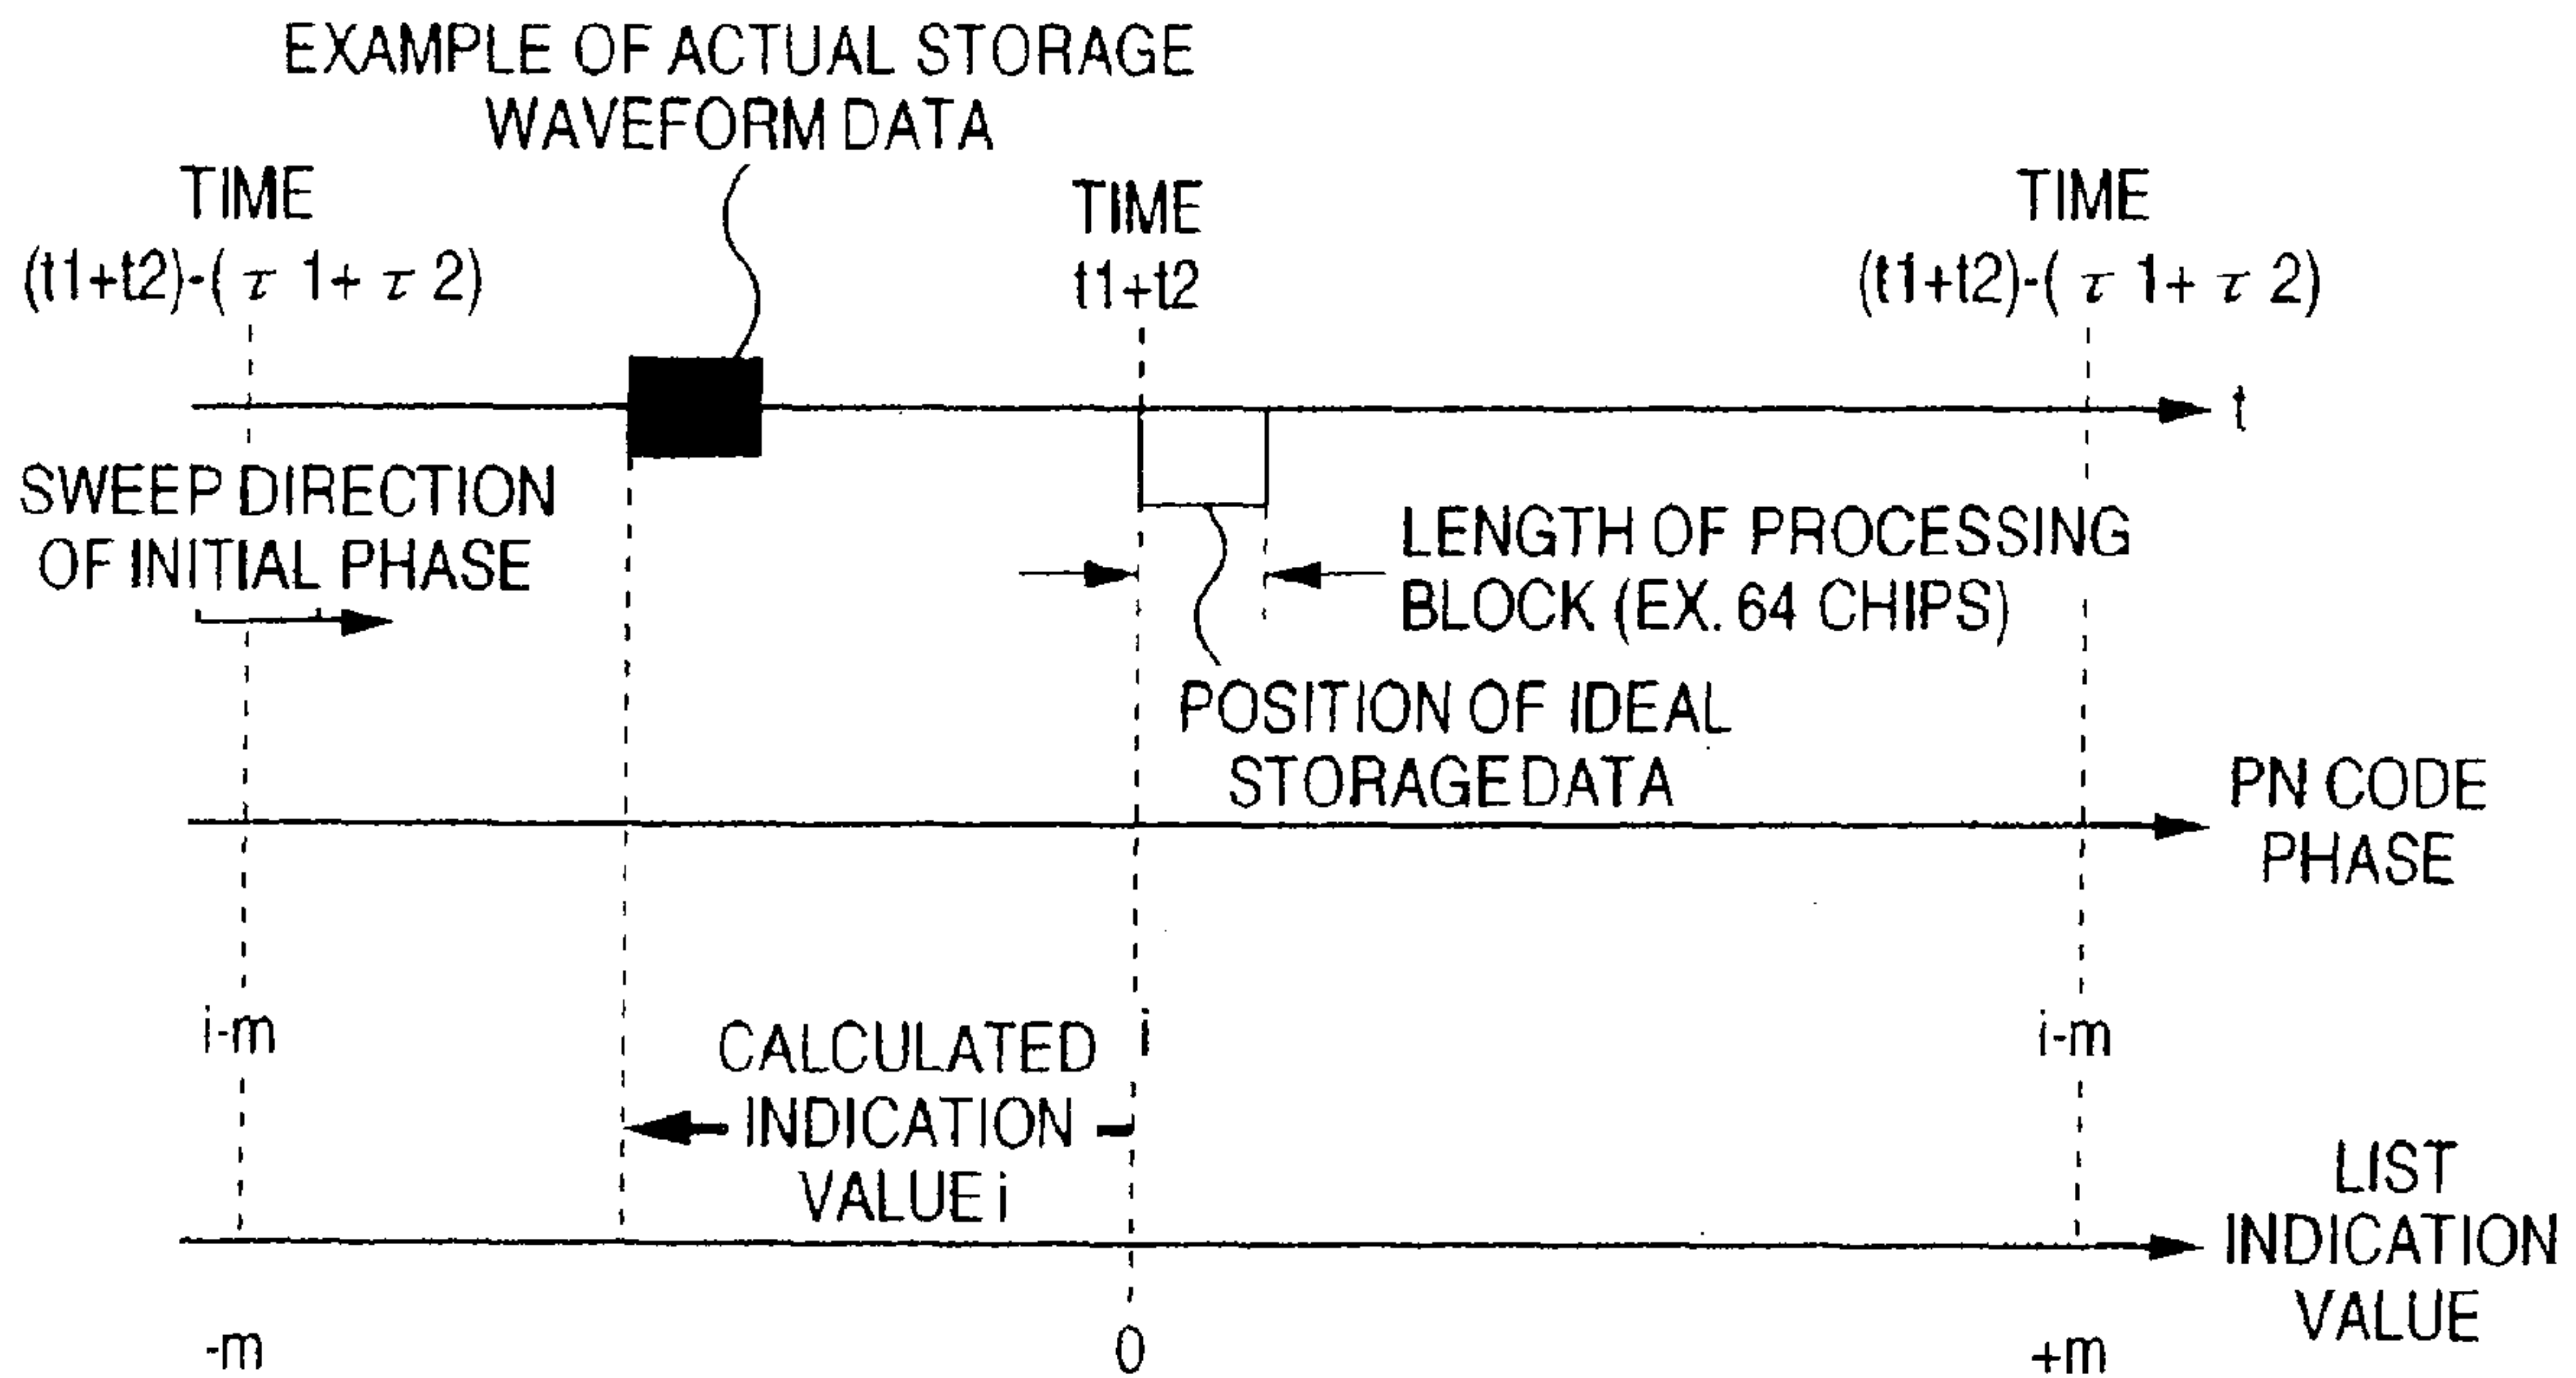 EXAMPLE OF ACTUAL STORAGE
WAVEFORM DATA
TIME
(t1+t2)-( τ 1+ τ 2)
TIME
t1+t2
TIME
(t1+t2)-( τ 1+ τ 2)
t
SWEEP DIRECTION
OF INITIAL PHASE
LENGTH OF PROCESSING
BLOCK (EX. 64 CHIPS)
POSITION OF IDEAL
STORAGE DATA
PN CODE
PHASE
i-m
i
i-m
CALCULATED
INDICATION
VALUE i
LIST
INDICATION
VALUE
-m
0
+m